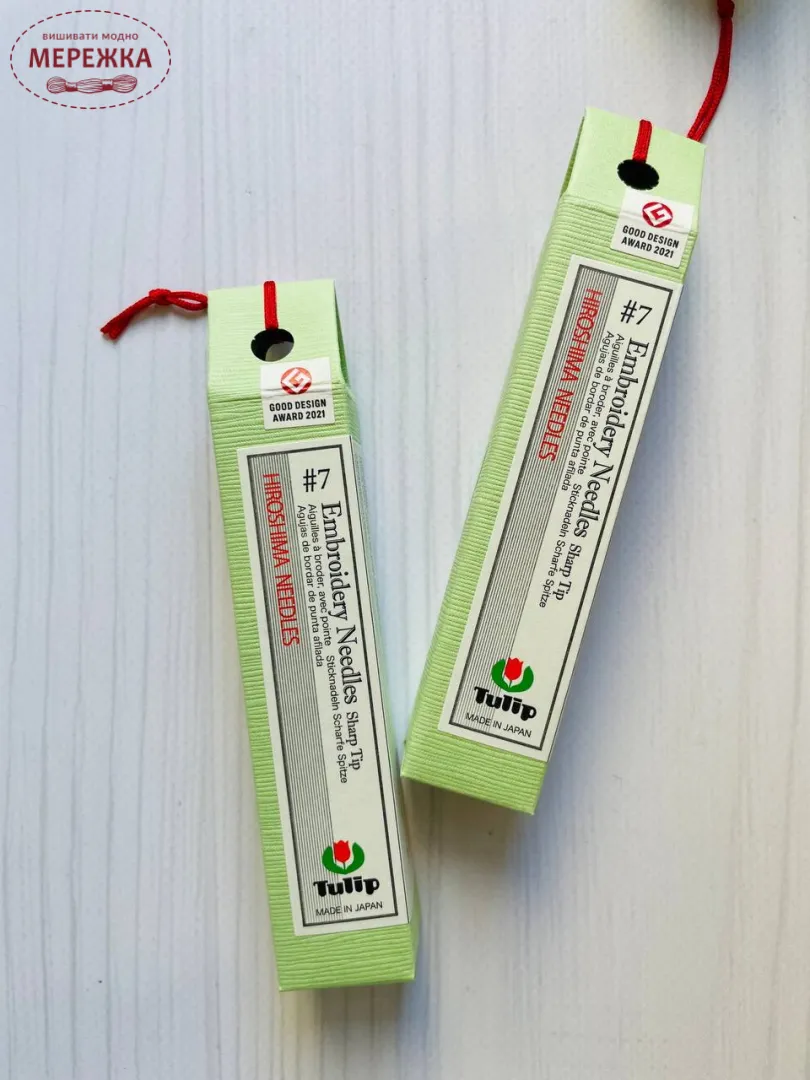 вишивати модно
МЕРЕЖКА
GOOD DESIGN
AWARD 2021
#7
Embroidery Needles Sharp Tip
Aiguilles à broder, avec pointe Sticknadeln Scharfe Spitze
Agujas de bordar de punta afilada
HIROSHIMA NEEDLES
Tulip
MADE IN JAPAN
GOOD DESIGN
AWARD 2021
#7
Embroidery Needles Sharp Tip
Aiguilles à broder, avec pointe Sticknadeln Scharfe Spitze
Agujas de bordar de punta afilada
HIROSHIMA NEEDLES
Tulip
MADE IN JAPAN